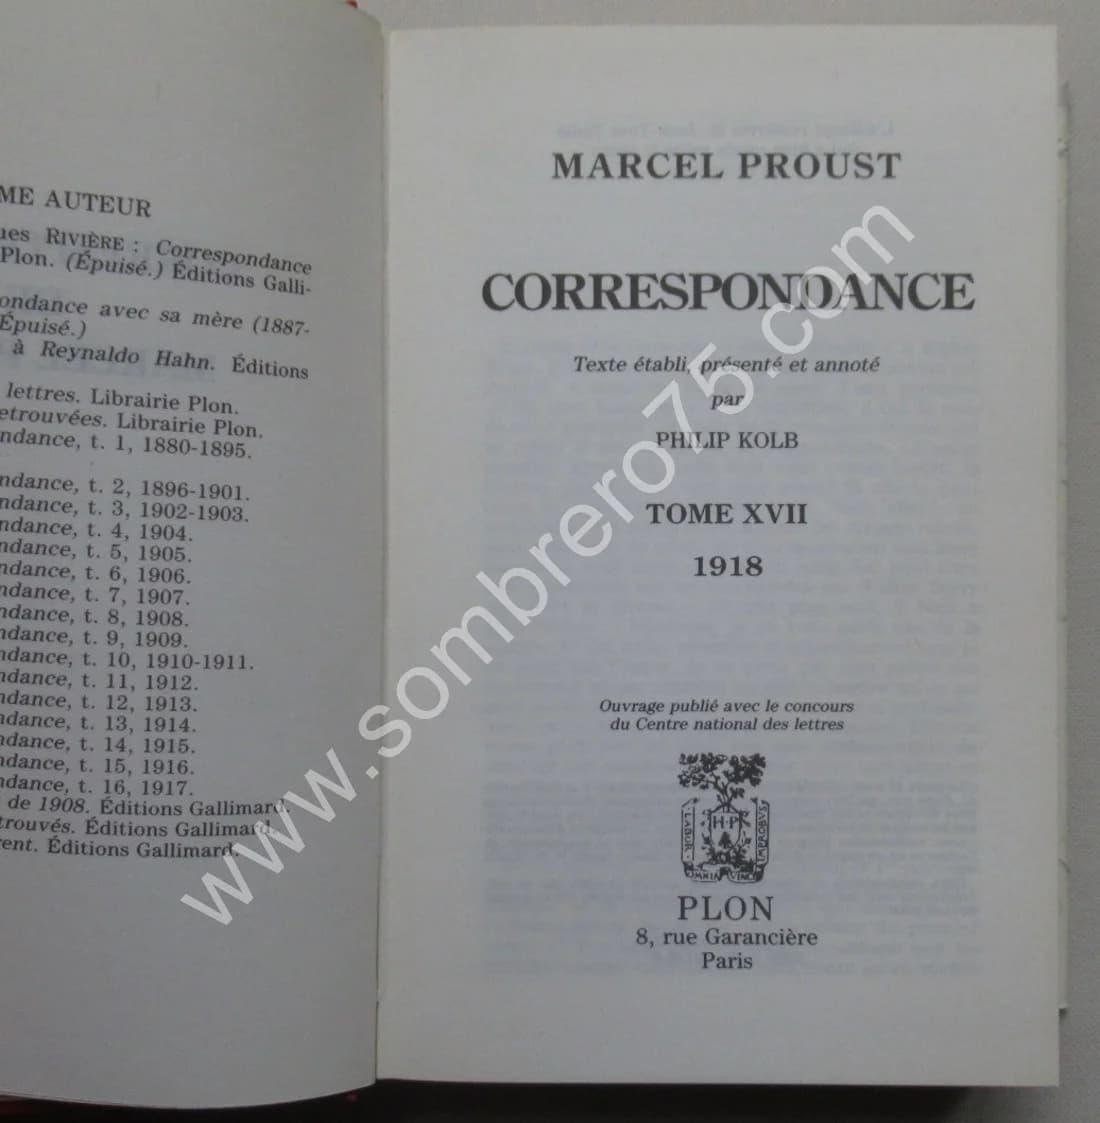 ME AUTEUR
ues RIVIÈRE : Correspondance
Plon. (Épuisé.) Éditions Galli-
ondance avec sa mère (1887-
Épuisé.)
à Reynaldo Hahn. Éditions
lettres. Librairie Plon.
etrouvées. Librairie Plon.
ndance, t. 1, 1880-1895.
ndance, t. 2, 1896-1901.
ndance, t. 3, 1902-1903.
ndance, t. 4, 1904.
ndance, t. 5, 1905.
ndance, t. 6, 1906.
ndance, t. 7, 1907.
ndance, t. 8, 1908.
ndance, t. 9, 1909.
ndance, t. 10, 1910-1911.
ndance, t. 11, 1912.
ndance, t. 12, 1913.
ndance, t. 13, 1914.
ndance, t. 14, 1915.
ndance, t. 15, 1916.
ndance, t. 16, 1917.
de 1908. Éditions Gallimard.
trouvés. Éditions Gallimard.
rent. Éditions Gallimard.
MARCEL PROUST
CORRESPONDANCE
Texte établi, présenté et annoté
par
PHILIP KOLB
TOME XVII
1918
Ouvrage publié avec le concours
du Centre national des lettres
LABOR OMNIA VINCIT IMPROBVS
H·P
PLON
8, rue Garancière
Paris
www.sombrero75.com